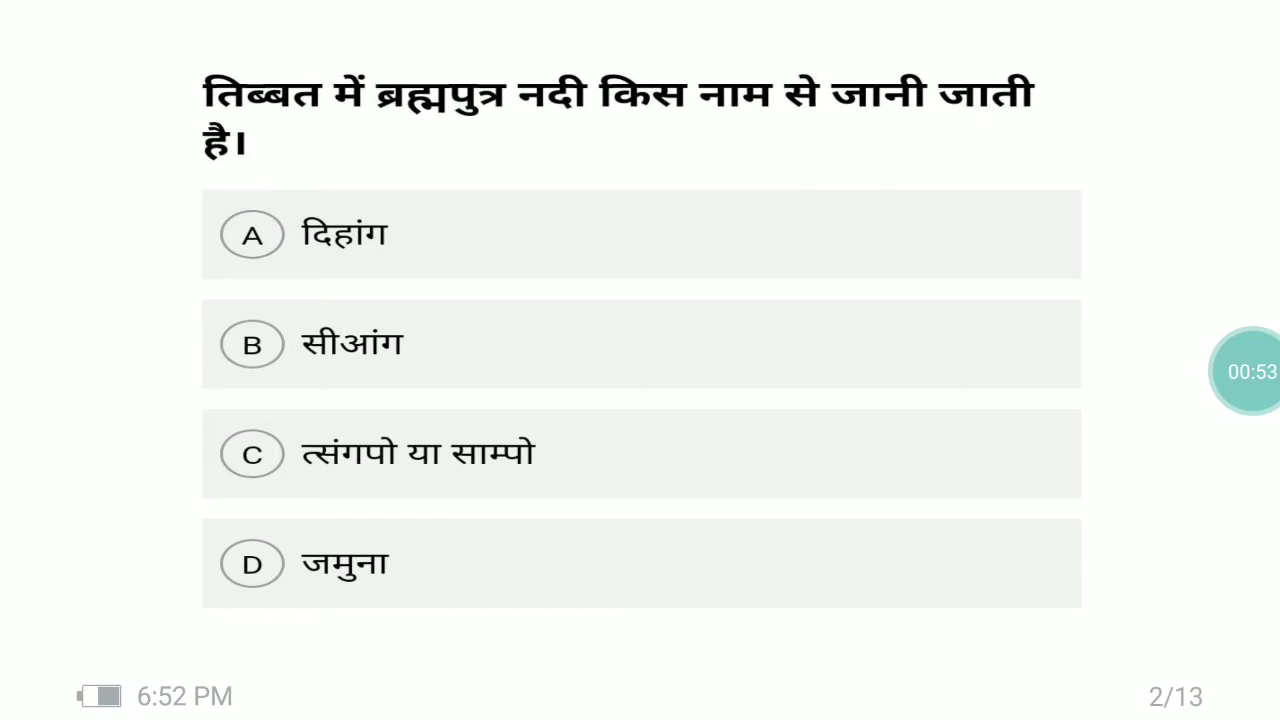 तिब्बत में ब्रह्मपुत्र नदी किस नाम से जानी जाती
है।
A दिहांग
B सीआंग
00:53
C त्संगपो या साम्पो
D जमुना
6:52 PM
2/13